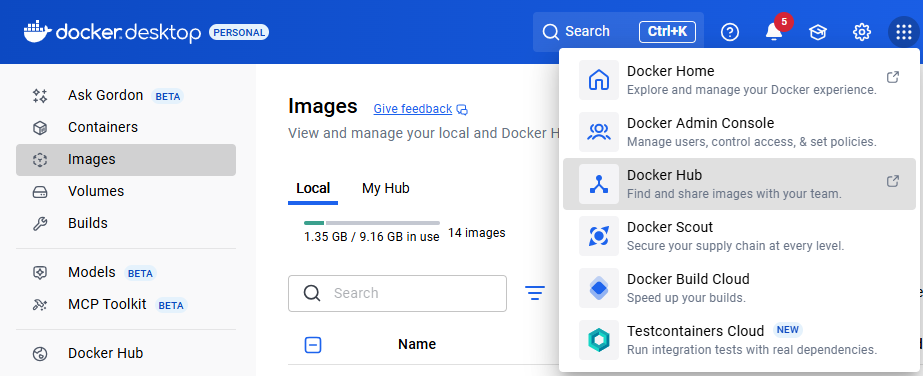 docker.desktop PERSONAL
Search Ctrl+K
5
Ask Gordon BETA
Containers
Images
Volumes
Builds
Models BETA
MCP Toolkit BETA
Docker Hub
Images Give feedback
View and manage your local and Docker H
Local My Hub
1.35 GB / 9.16 GB in use 14 images
Search
Name
Docker Home
Explore and manage your Docker experience.
Docker Admin Console
Manage users, control access, & set policies.
Docker Hub
Find and share images with your team.
Docker Scout
Secure your supply chain at every level.
Docker Build Cloud
Speed up your builds.
Testcontainers Cloud NEW
Run integration tests with real dependencies.